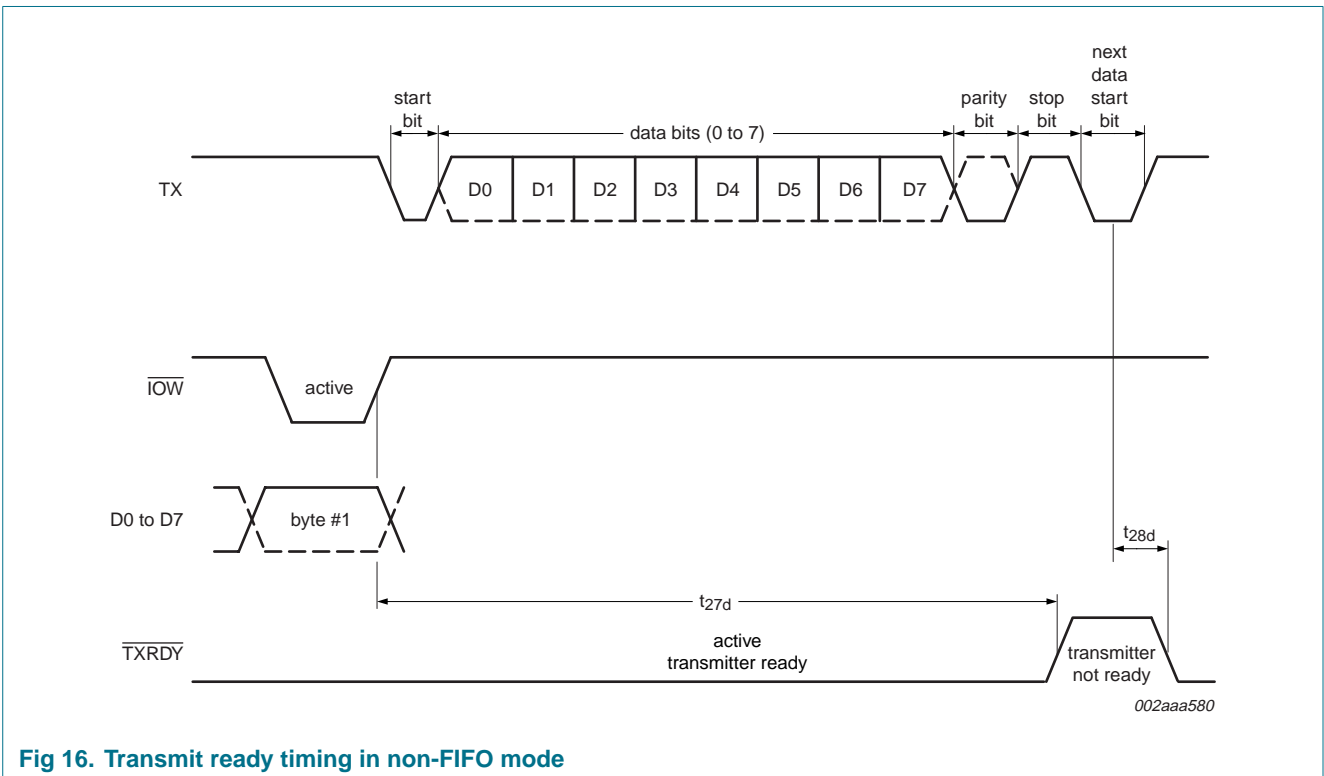 next
data
start
bit
start
bit
parity
bit
stop
bit
data bits (0 to 7)
TX
D0 D1 D2 D3 D4 D5 D6 D7
IOW
active
D0 to D7
byte #1
t28d
t27d
TXRDY
active
transmitter ready
transmitter
not ready
002aaa580
Fig 16. Transmit ready timing in non-FIFO mode